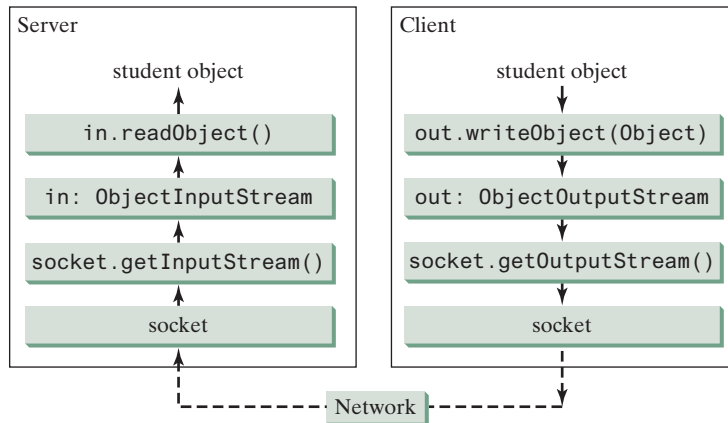 Server
student object
in.readObject()
in: ObjectInputStream
socket.getInputStream()
socket
Client
student object
out.writeObject(Object)
out: ObjectOutputStream
socket.getOutputStream()
socket
Network